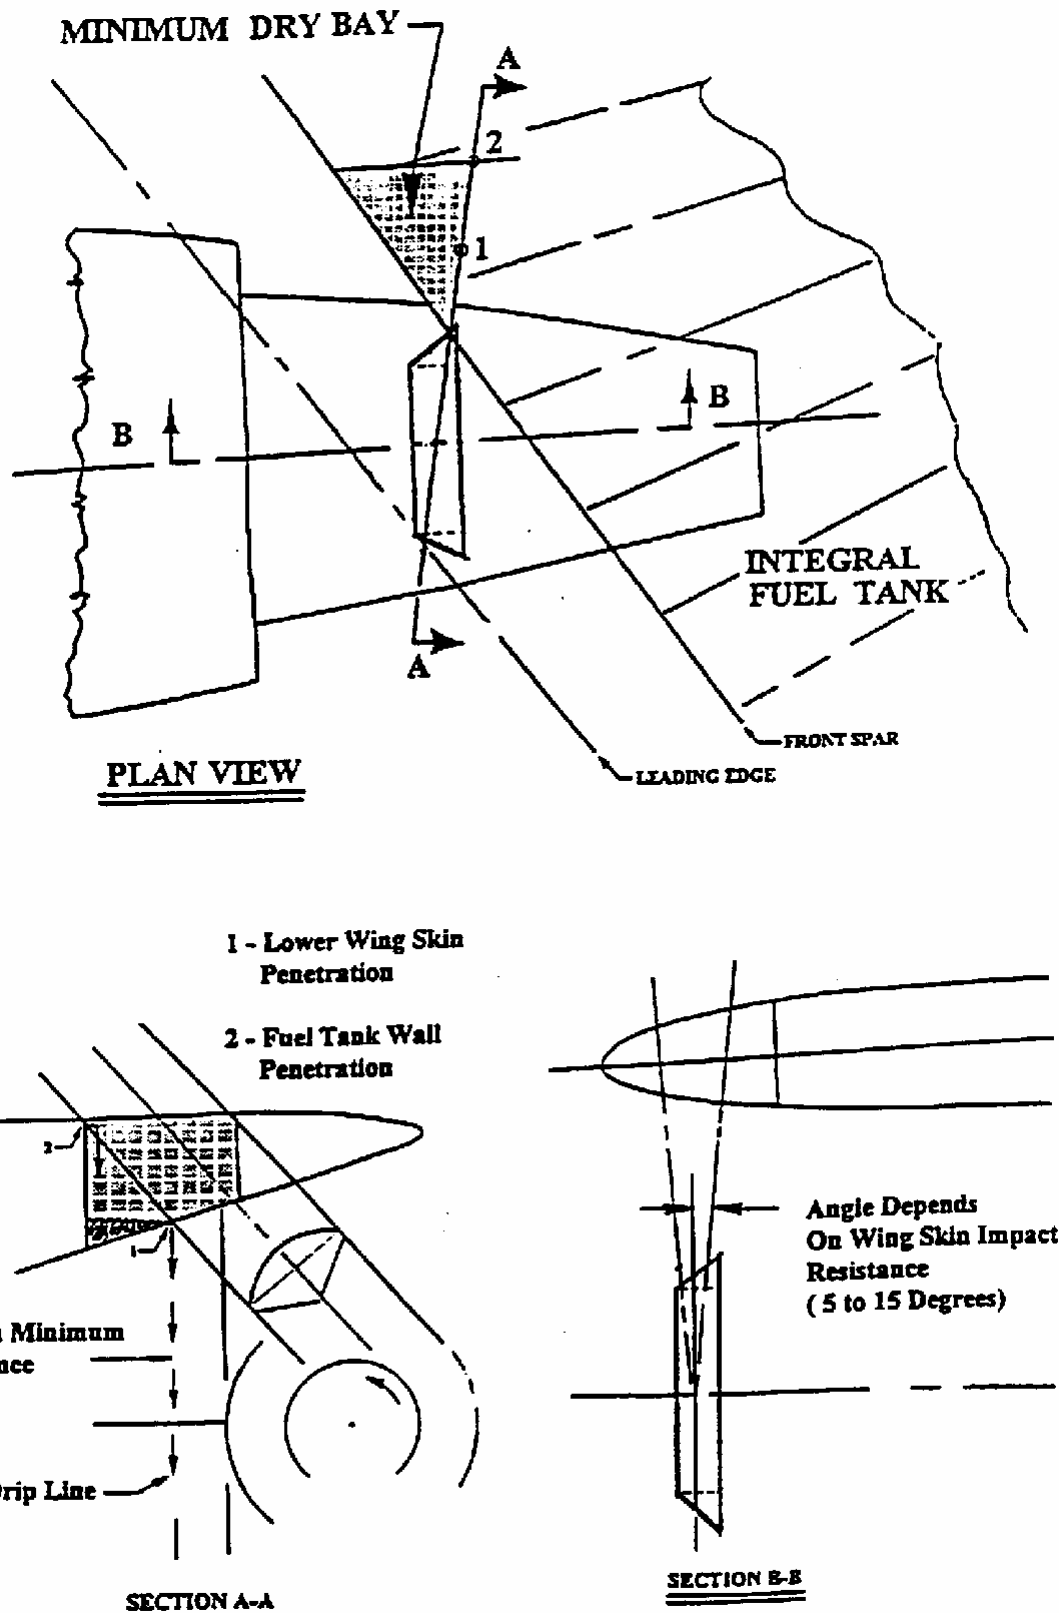 MINIMUM DRY BAY
A
2
1
B
B
INTEGRAL
FUEL TANK
A
FRONT SPAR
LEADING EDGE
PLAN VIEW
1 - Lower Wing Skin
Penetration
2 - Fuel Tank Wall
Penetration
2
1
Angle Depends
On Wing Skin Impact
Resistance
( 5 to 15 Degrees)
Minimum
Line
SECTION A-A
SECTION B-B